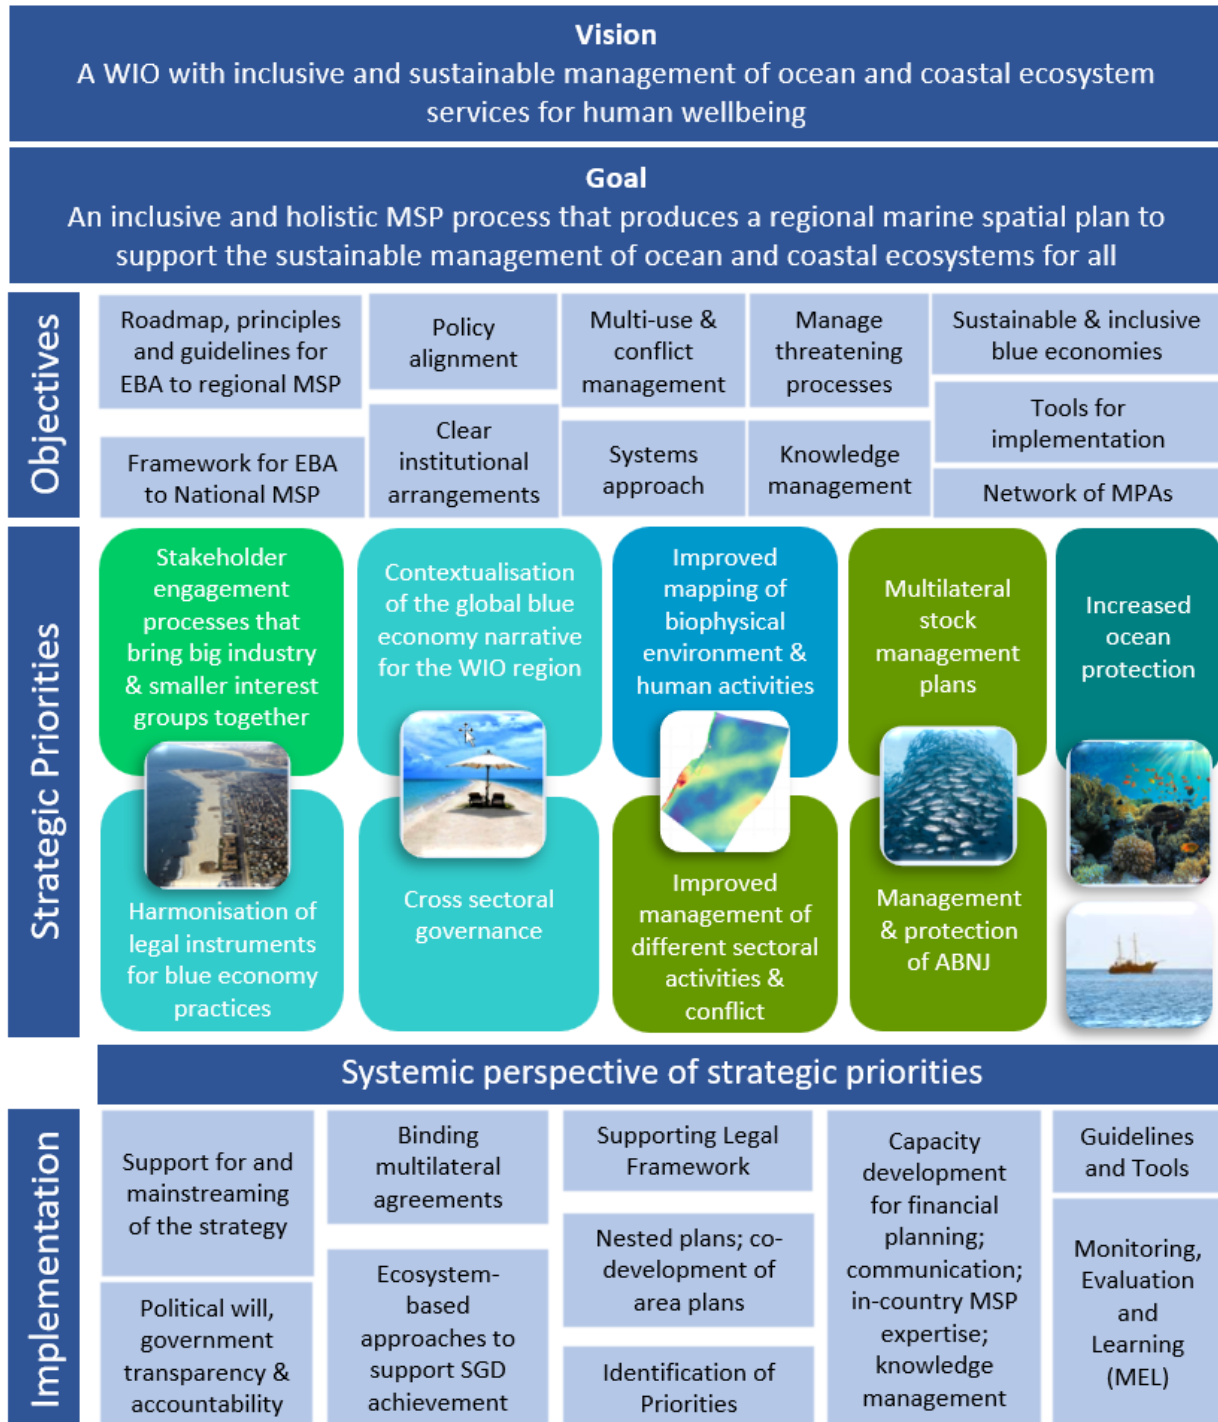 Vision
A WIO with inclusive and sustainable management of ocean and coastal ecosystem
services for human wellbeing
Goal
An inclusive and holistic MSP process that produces a regional marine spatial plan to
support the sustainable management of ocean and coastal ecosystems for all
Objectives
Roadmap, principles
and guidelines for
EBA to regional MSP
Framework for EBA
to National MSP
Policy
alignment
Clear
institutional
arrangements
Multi-use &
conflict
management
Systems
approach
Manage
threatening
processes
Knowledge
management
Sustainable & inclusive
blue economies
Tools for
implementation
Network of MPAs
Strategic Priorities
Stakeholder
engagement
processes that
bring big industry
& smaller interest
groups together
Harmonisation of
legal instruments
for blue economy
practices
Contextualisation
of the global blue
economy narrative
for the WIO region
Cross sectoral
governance
Improved
mapping of
biophysical
environment &
human activities
Improved
management of
different sectoral
activities &
conflict
Multilateral
stock
management
plans
Management
& protection
of ABNJ
Increased
ocean
protection
Systemic perspective of strategic priorities
Implementation
Support for and
mainstreaming
of the strategy
Political will,
government
transparency &
accountability
Binding
multilateral
agreements
Ecosystem-
based
approaches to
support SGD
achievement
Supporting Legal
Framework
Nested plans; co-
development of
area plans
Identification of
Priorities
Capacity
development
for financial
planning;
communication;
in-country MSP
expertise;
knowledge
management
Guidelines
and Tools
Monitoring,
Evaluation
and
Learning
(MEL)